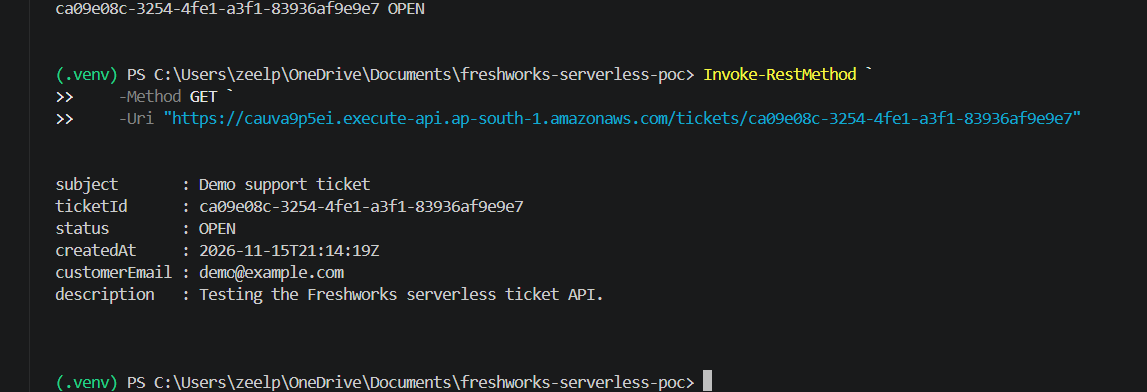 ca09e08c-3254-4fe1-a3f1-83936af9e9e7 OPEN
(.venv) PS C:\Users\zeelp\OneDrive\Documents\freshworks-serverless-poc> Invoke-RestMethod `
>>     -Method GET `
>>     -Uri "https://cauva9p5ei.execute-api.ap-south-1.amazonaws.com/tickets/ca09e08c-3254-4fe1-a3f1-83936af9e9e7"
subject       : Demo support ticket
ticketId      : ca09e08c-3254-4fe1-a3f1-83936af9e9e7
status        : OPEN
createdAt     : 2026-11-15T21:14:19Z
customerEmail : demo@example.com
description   : Testing the Freshworks serverless ticket API.
(.venv) PS C:\Users\zeelp\OneDrive\Documents\freshworks-serverless-poc>